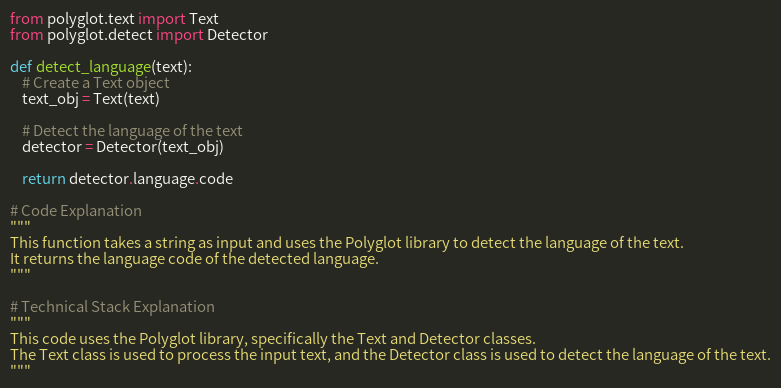 from polyglot.text import Text
from polyglot.detect import Detector

def detect_language(text):
    # Create a Text object
    text_obj = Text(text)

    # Detect the language of the text
    detector = Detector(text_obj)

    return detector.language.code

# Code Explanation
"""
This function takes a string as input and uses the Polyglot library to detect the language of the text.
It returns the language code of the detected language.
"""

# Technical Stack Explanation
"""
This code uses the Polyglot library, specifically the Text and Detector classes.
The Text class is used to process the input text, and the Detector class is used to detect the language of the text.
"""